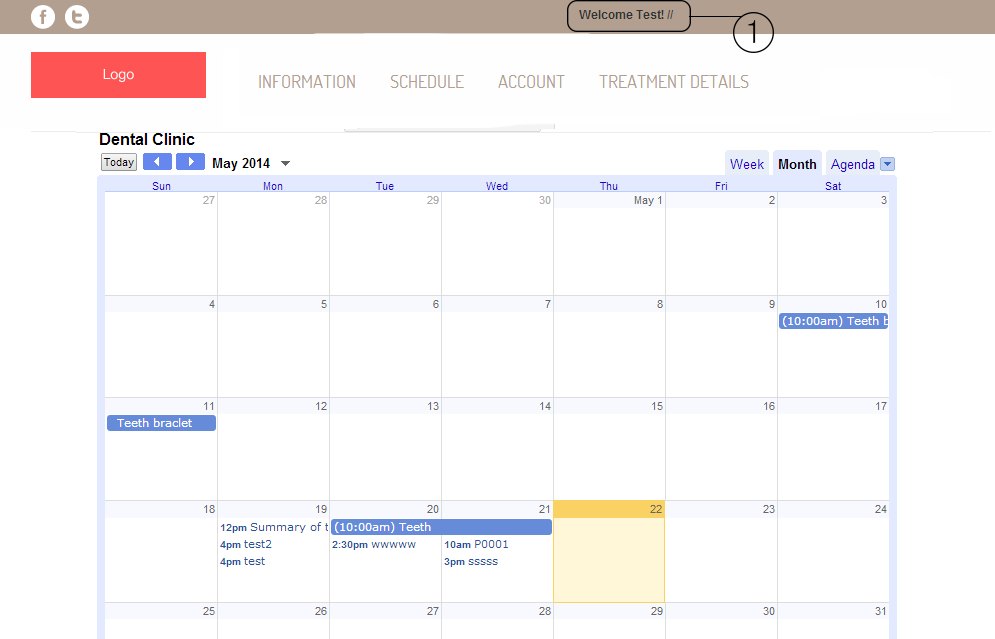 f t Welcome Test! // 1
Logo INFORMATION SCHEDULE ACCOUNT TREATMENT DETAILS
Dental Clinic
Today May 2014 Week Month Agenda
Sun Mon Tue Wed Thu Fri Sat
27 28 29 30 May 1 2 3
4 5 6 7 8 9 10
(10:00am) Teeth b
11 12 13 14 15 16 17
Teeth braclet
18 19 20 21 22 23 24
12pm Summary of t (10:00am) Teeth
4pm test2 2:30pm wwwww 10am P0001
4pm test 3pm sssss
25 26 27 28 29 30 31